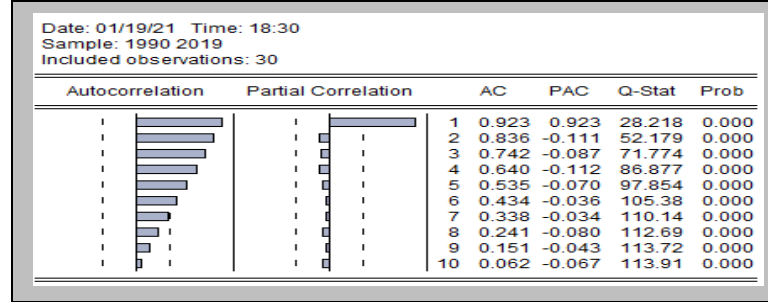 Date: 01/19/21 Time: 18:30
Sample: 1990 2019
Included observations: 30
Autocorrelation Partial Correlation AC PAC Q-Stat Prob
1 0.923 0.923 28.218 0.000
2 0.836 -0.111 52.179 0.000
3 0.742 -0.087 71.774 0.000
4 0.640 -0.112 86.877 0.000
5 0.535 -0.070 97.854 0.000
6 0.434 -0.036 105.38 0.000
7 0.338 -0.034 110.14 0.000
8 0.241 -0.080 112.69 0.000
9 0.151 -0.043 113.72 0.000
10 0.062 -0.067 113.91 0.000